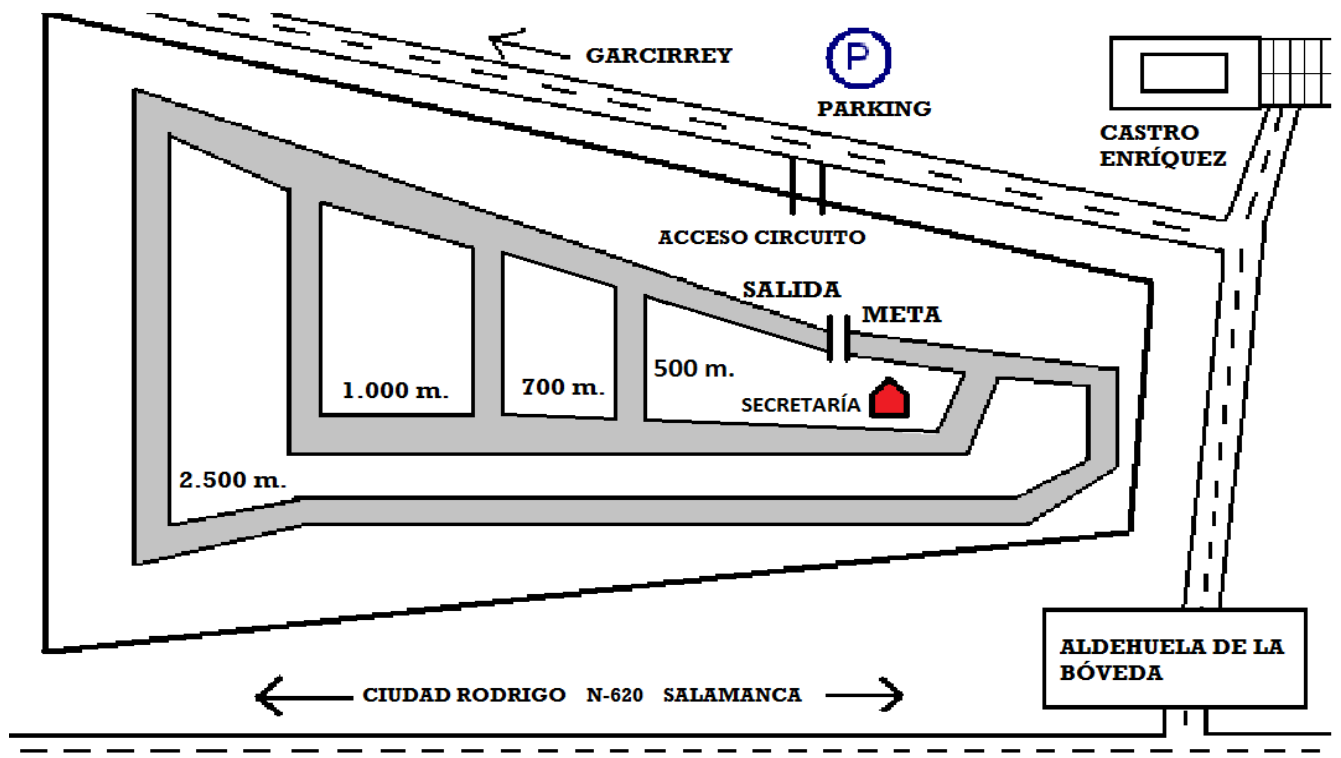 GARCIRREY
P
PARKING
CASTRO
ENRÍQUEZ
ACCESO CIRCUITO
SALIDA
META
500 m.
700 m.
1.000 m.
SECRETARÍA
2.500 m.
ALDEHUELA DE LA
BÓVEDA
CIUDAD RODRIGO N-620 SALAMANCA